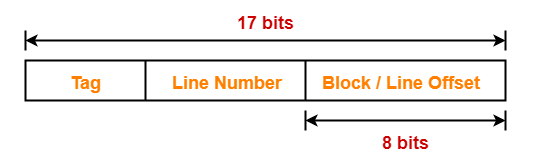 17 bits
Tag Line Number Block / Line Offset
8 bits